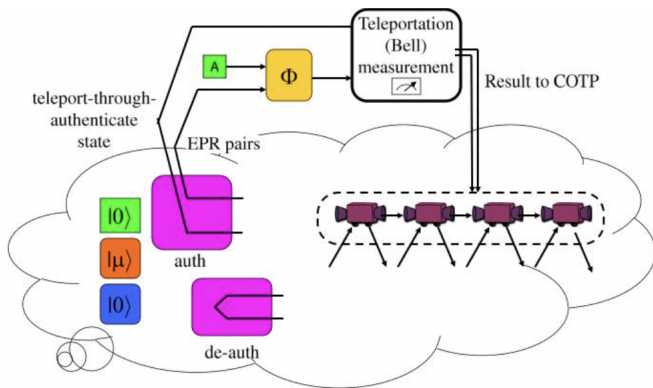 Teleportation
(Bell)
measurement
A
Φ
Result to COTP
teleport-through-
authenticate
state
EPR pairs
|0⟩
auth
|μ⟩
|0⟩
de-auth